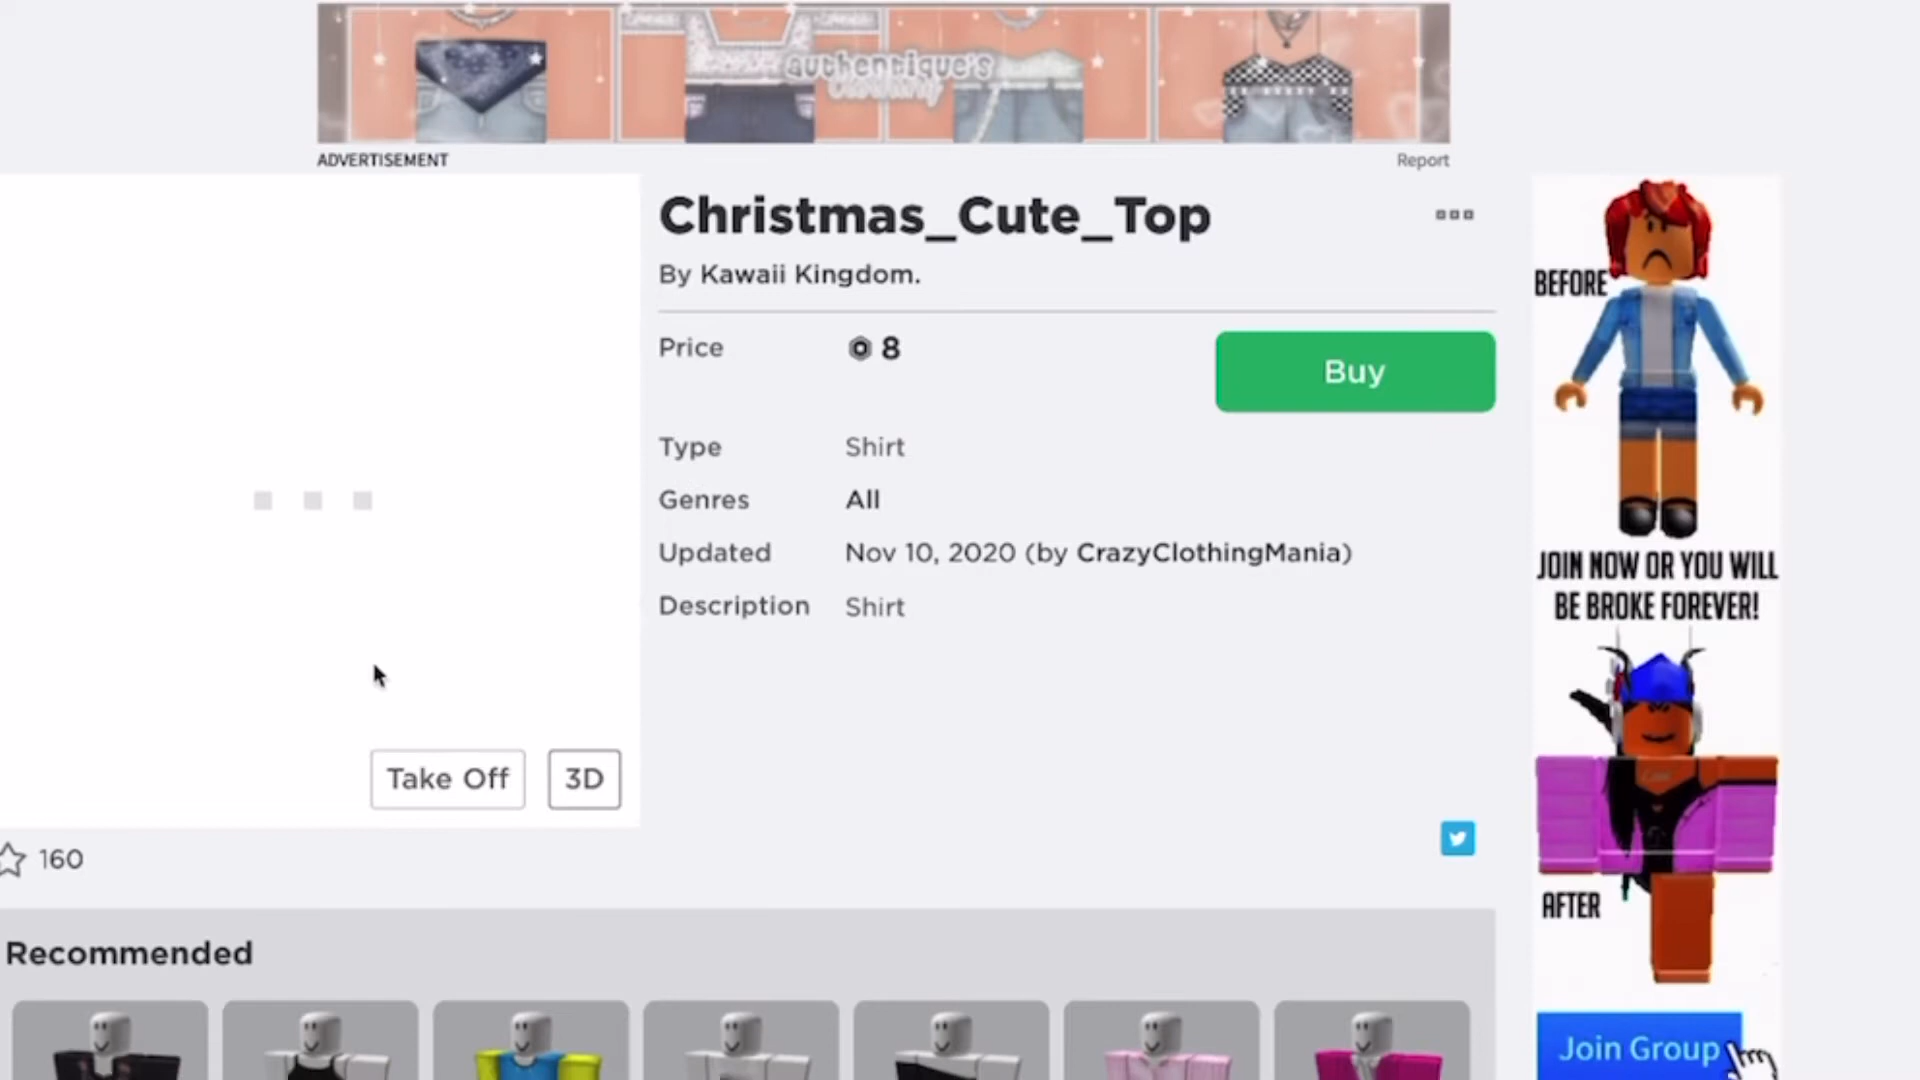 authentique's
clothing
ADVERTISEMENT
Report
Christmas_Cute_Top
By Kawaii Kingdom.
Price 8
Buy
Type Shirt
Genres All
Updated Nov 10, 2020 (by CrazyClothingMania)
Description Shirt
Take Off
3D
160
Recommended
BEFORE
JOIN NOW OR YOU WILL
BE BROKE FOREVER!
AFTER
Join Group